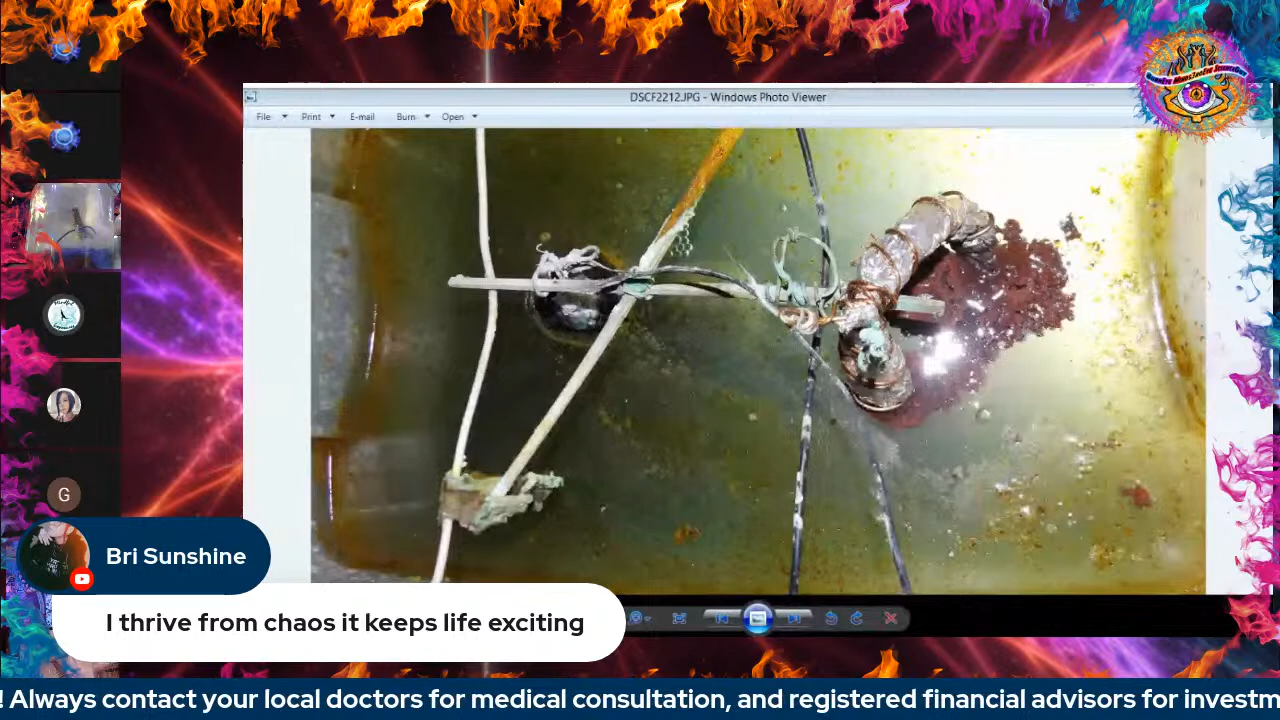 DSCF2212.JPG - Windows Photo Viewer
File Print E-mail Burn Open
G
Bri Sunshine
I thrive from chaos it keeps life exciting
! Always contact your local doctors for medical consultation, and registered financial advisors for investm